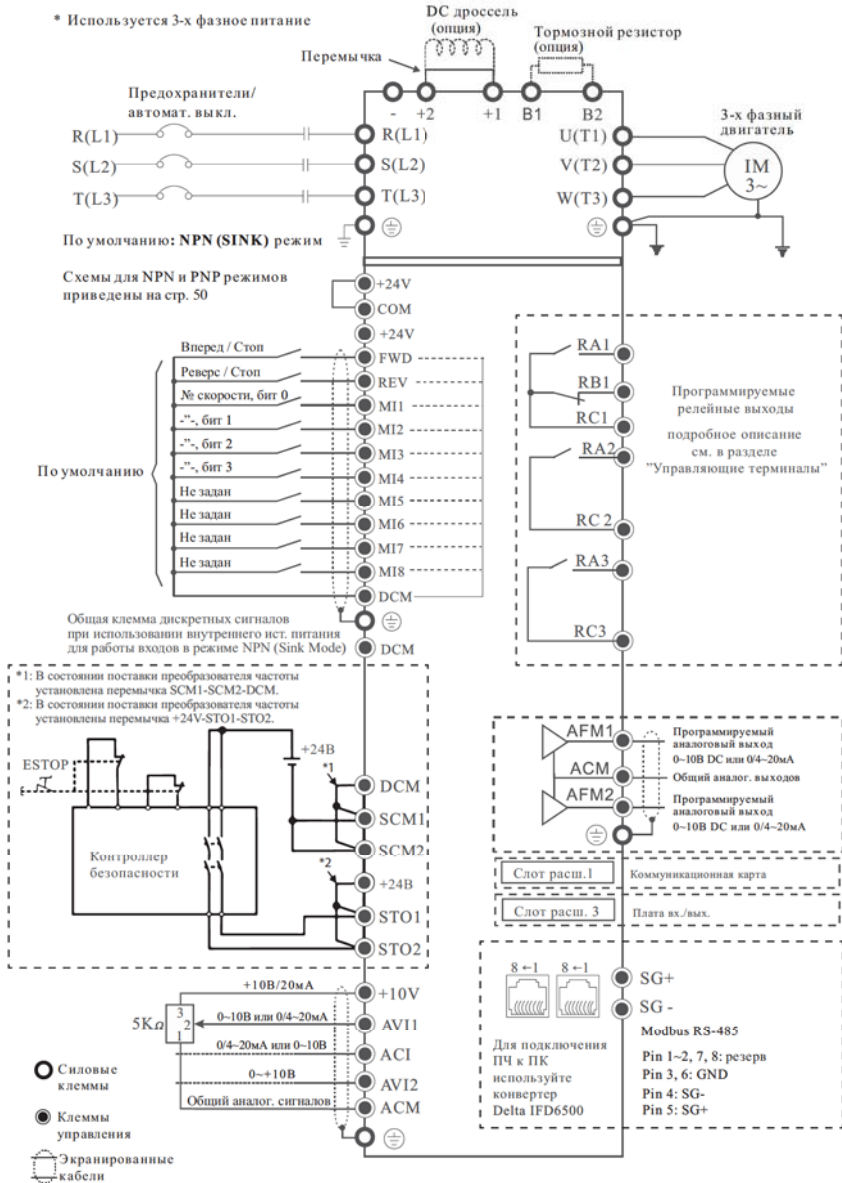 * Используется 3-х фазное питание
DC дроссель
(опция)
Перемычка
Тормозной резистор
(опция)
Предохранители/
автомат. выкл.
- +2 +1 B1 B2
3-х фазный
двигатель
R(L1)
S(L2)
T(L3)
R(L1)
S(L2)
T(L3)
U(T1)
V(T2)
W(T3)
IM
3~
По умолчанию: NPN (SINK) режим
Схемы для NPN и PNP режимов
приведены на стр. 50
+24V
COM
+24V
Вперед / Стоп
FWD
Реверс / Стоп
REV
№ скорости, бит 0
MI1
-”-, бит 1
MI2
-”-, бит 2
MI3
-”-, бит 3
MI4
Не задан
MI5
Не задан
MI6
Не задан
MI7
Не задан
MI8
DCM
По умолчанию
Общая клемма дискретных сигналов
при использовании внутреннего ист. питания
для работы входов в режиме NPN (Sink Mode)
DCM
RA1
RB1
RC1
RA2
RC 2
RA3
RC3
Программируемые
релейные выходы
подробное описание
см. в разделе
"Управляющие терминалы”
*1: В состоянии поставки преобразователя частоты
установлена перемычка SCM1-SCM2-DCM.
*2: В состоянии поставки преобразователя частоты
установлены перемычка +24V-STO1-STO2.
ESTOP
+24В
*1
DCM
SCM1
SCM2
*2
+24В
STO1
STO2
Контроллер
безопасности
AFM1
ACM
AFM2
Программируемый
аналоговый выход
0~10В DC или 0/4~20мА
Общий аналог. выходов
Программируемый
аналоговый выход
0~10В DC или 0/4~20мА
Слот расш.1
Коммуникационная карта
Слот расш. 3
Плата вх./вых.
8 ←1 8 ←1
SG+
SG -
Modbus RS-485
Pin 1~2, 7, 8: резерв
Pin 3, 6: GND
Pin 4: SG-
Pin 5: SG+
Для подключения
ПЧ к ПК
используйте
конвертер
Delta IFD6500
+10В/20мА
+10V
5KΩ
3
2
1
0~10В или 0/4~20мА
AVI1
0/4~20мА или 0~10В
ACI
0~+10В
AVI2
Общий аналог. сигналов
ACM
Силовые
клеммы
Клеммы
управления
Экранированные
кабели